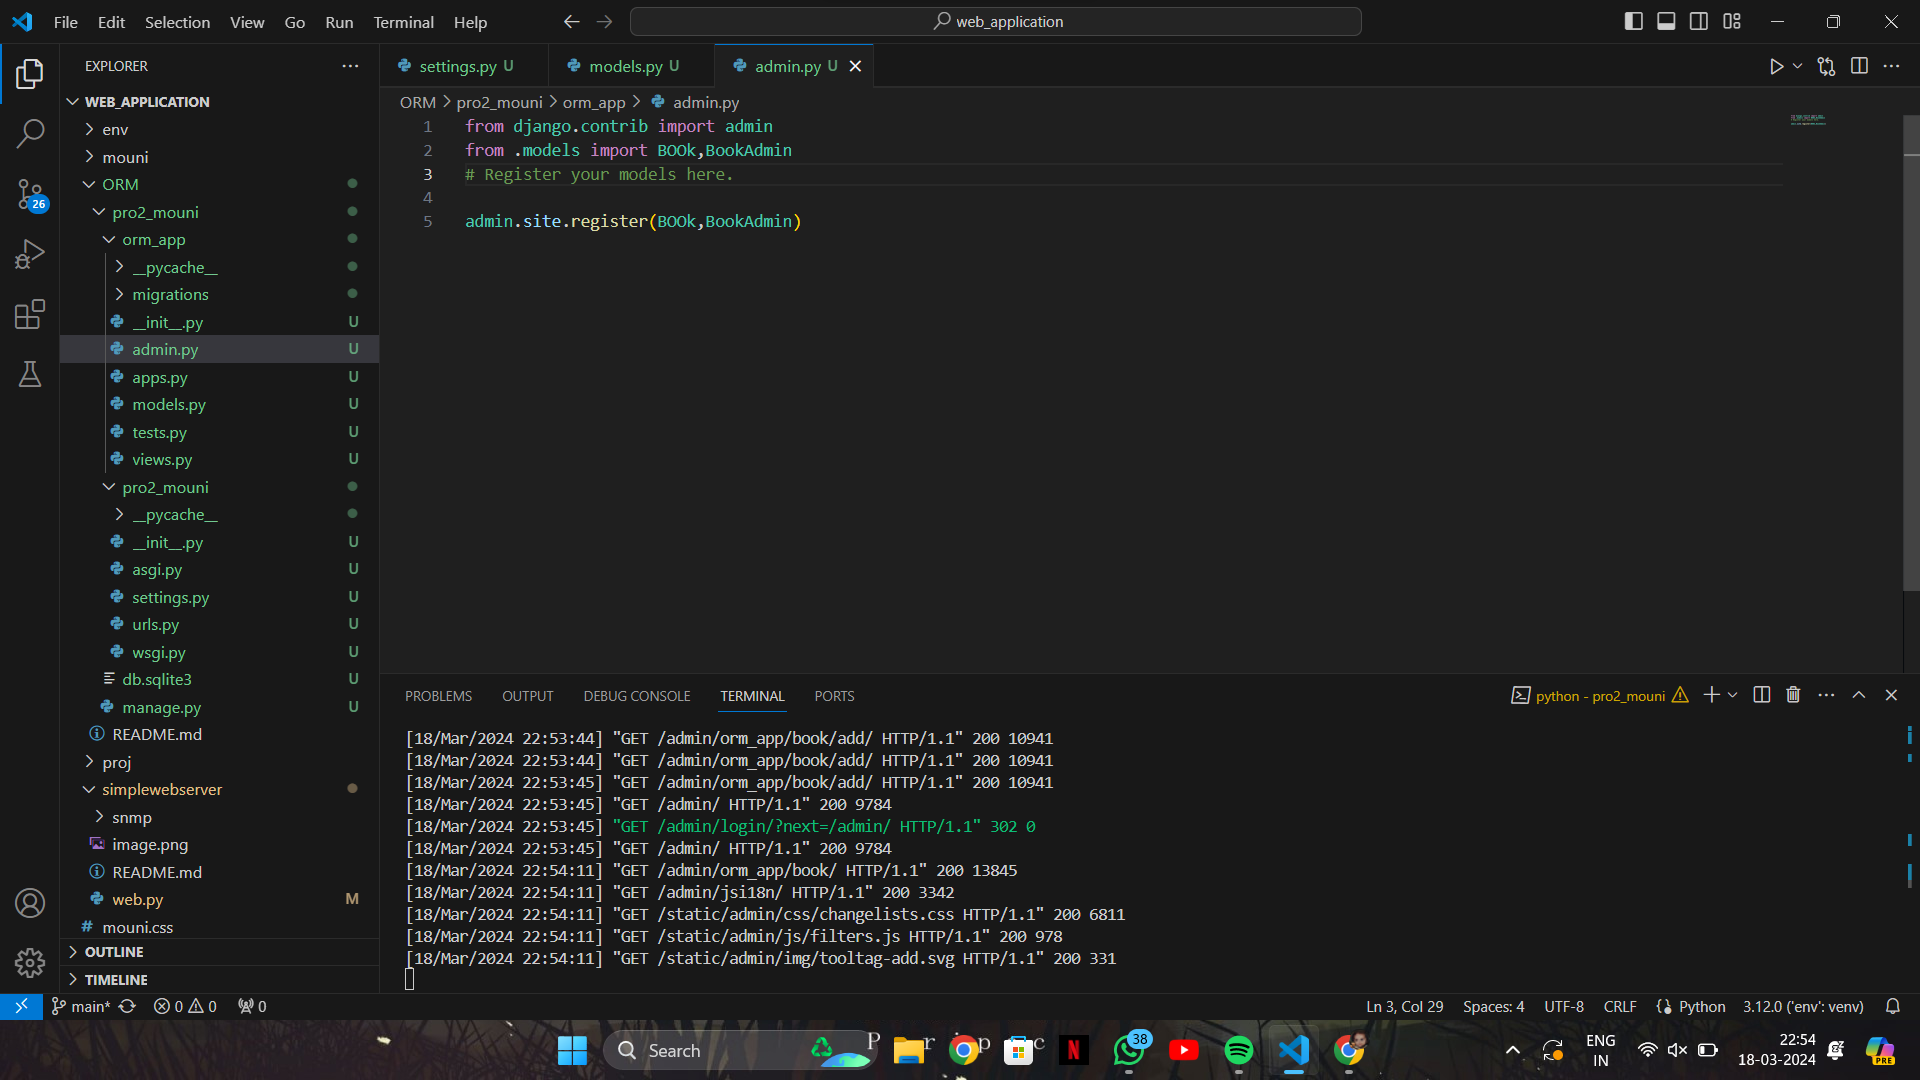 File Edit Selection View Go Run Terminal Help
web_application
EXPLORER
WEB_APPLICATION
env
mouni
ORM
pro2_mouni
orm_app
__pycache__
migrations
__init__.py U
admin.py U
apps.py U
models.py U
tests.py U
views.py U
pro2_mouni
__pycache__
__init__.py U
asgi.py U
settings.py U
urls.py U
wsgi.py U
db.sqlite3 U
manage.py U
README.md
proj
simplewebserver
snmp
image.png
README.md
web.py M
mouni.css
OUTLINE
TIMELINE
26
settings.py U models.py U admin.py U
ORM > pro2_mouni > orm_app > admin.py
1 from django.contrib import admin
2 from .models import BOOk,BookAdmin
3 # Register your models here.
4
5 admin.site.register(BOOk,BookAdmin)
PROBLEMS OUTPUT DEBUG CONSOLE TERMINAL PORTS
python - pro2_mouni
[18/Mar/2024 22:53:44] "GET /admin/orm_app/book/add/ HTTP/1.1" 200 10941
[18/Mar/2024 22:53:44] "GET /admin/orm_app/book/add/ HTTP/1.1" 200 10941
[18/Mar/2024 22:53:45] "GET /admin/orm_app/book/add/ HTTP/1.1" 200 10941
[18/Mar/2024 22:53:45] "GET /admin/ HTTP/1.1" 200 9784
[18/Mar/2024 22:53:45] "GET /admin/login/?next=/admin/ HTTP/1.1" 302 0
[18/Mar/2024 22:53:45] "GET /admin/ HTTP/1.1" 200 9784
[18/Mar/2024 22:54:11] "GET /admin/orm_app/book/ HTTP/1.1" 200 13845
[18/Mar/2024 22:54:11] "GET /admin/jsi18n/ HTTP/1.1" 200 3342
[18/Mar/2024 22:54:11] "GET /static/admin/css/changelists.css HTTP/1.1" 200 6811
[18/Mar/2024 22:54:11] "GET /static/admin/js/filters.js HTTP/1.1" 200 978
[18/Mar/2024 22:54:11] "GET /static/admin/img/tooltag-add.svg HTTP/1.1" 200 331
main* 0 0 0 Ln 3, Col 29 Spaces: 4 UTF-8 CRLF Python 3.12.0 ('env': venv)
Search
38
ENG
IN
22:54
18-03-2024
PRE